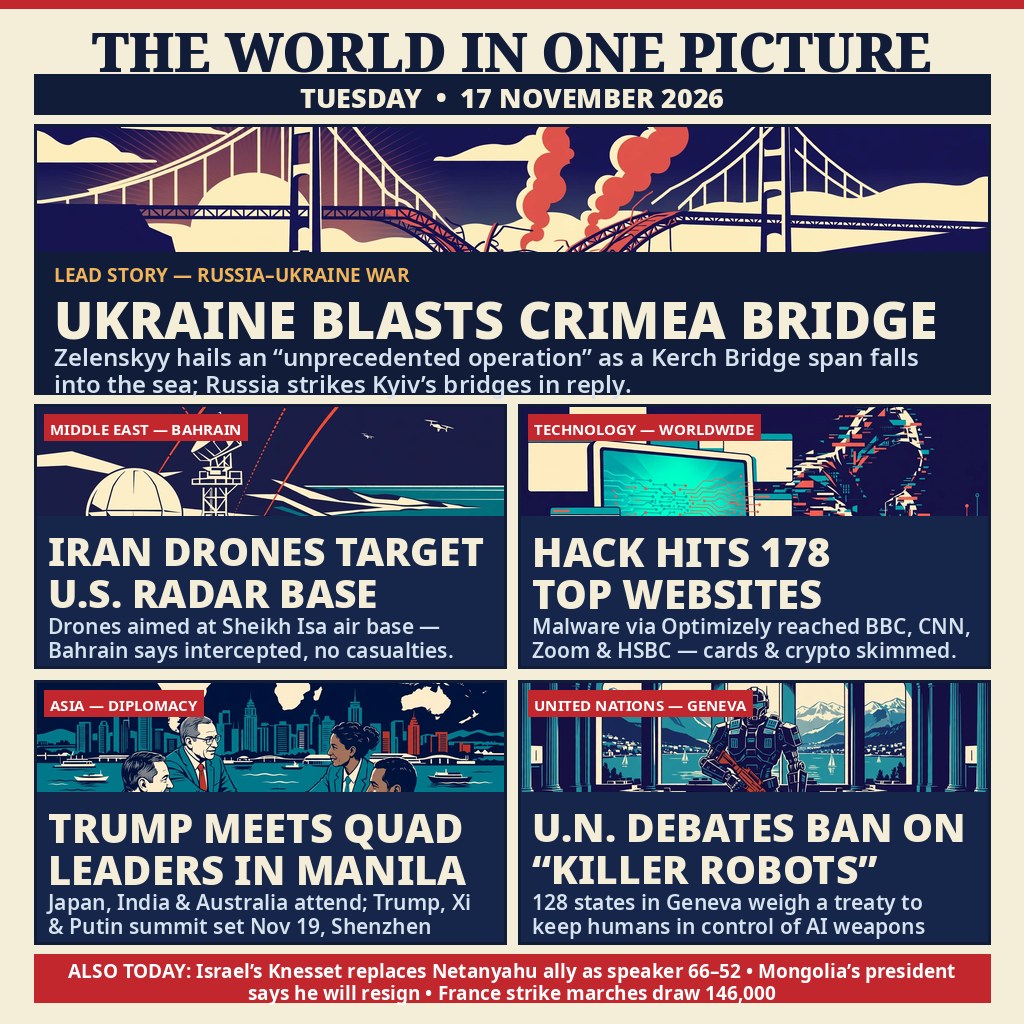 THE WORLD IN ONE PICTURE
TUESDAY • 17 NOVEMBER 2026
LEAD STORY — RUSSIA–UKRAINE WAR
UKRAINE BLASTS CRIMEA BRIDGE
Zelenskyy hails an “unprecedented operation” as a Kerch Bridge span falls
into the sea; Russia strikes Kyiv’s bridges in reply.
MIDDLE EAST — BAHRAIN
IRAN DRONES TARGET
U.S. RADAR BASE
Drones aimed at Sheikh Isa air base —
Bahrain says intercepted, no casualties.
TECHNOLOGY — WORLDWIDE
HACK HITS 178
TOP WEBSITES
Malware via Optimizely reached BBC, CNN,
Zoom & HSBC — cards & crypto skimmed.
ASIA — DIPLOMACY
TRUMP MEETS QUAD
LEADERS IN MANILA
Japan, India & Australia attend; Trump, Xi
& Putin summit set Nov 19, Shenzhen
UNITED NATIONS — GENEVA
U.N. DEBATES BAN ON
“KILLER ROBOTS”
128 states in Geneva weigh a treaty to
keep humans in control of AI weapons
ALSO TODAY: Israel’s Knesset replaces Netanyahu ally as speaker 66–52 • Mongolia’s president
says he will resign • France strike marches draw 146,000